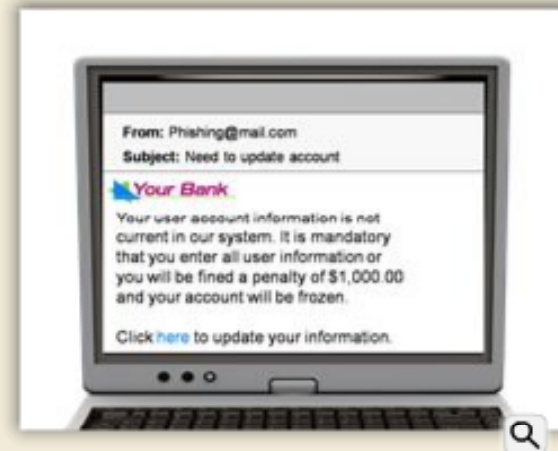 From: Phishing@mail.com
Subject: Need to update account
Your Bank
Your user account information is not
current in our system. It is mandatory
that you enter all user information or
you will be fined a penalty of $1,000.00
and your account will be frozen.
Click here to update your information.